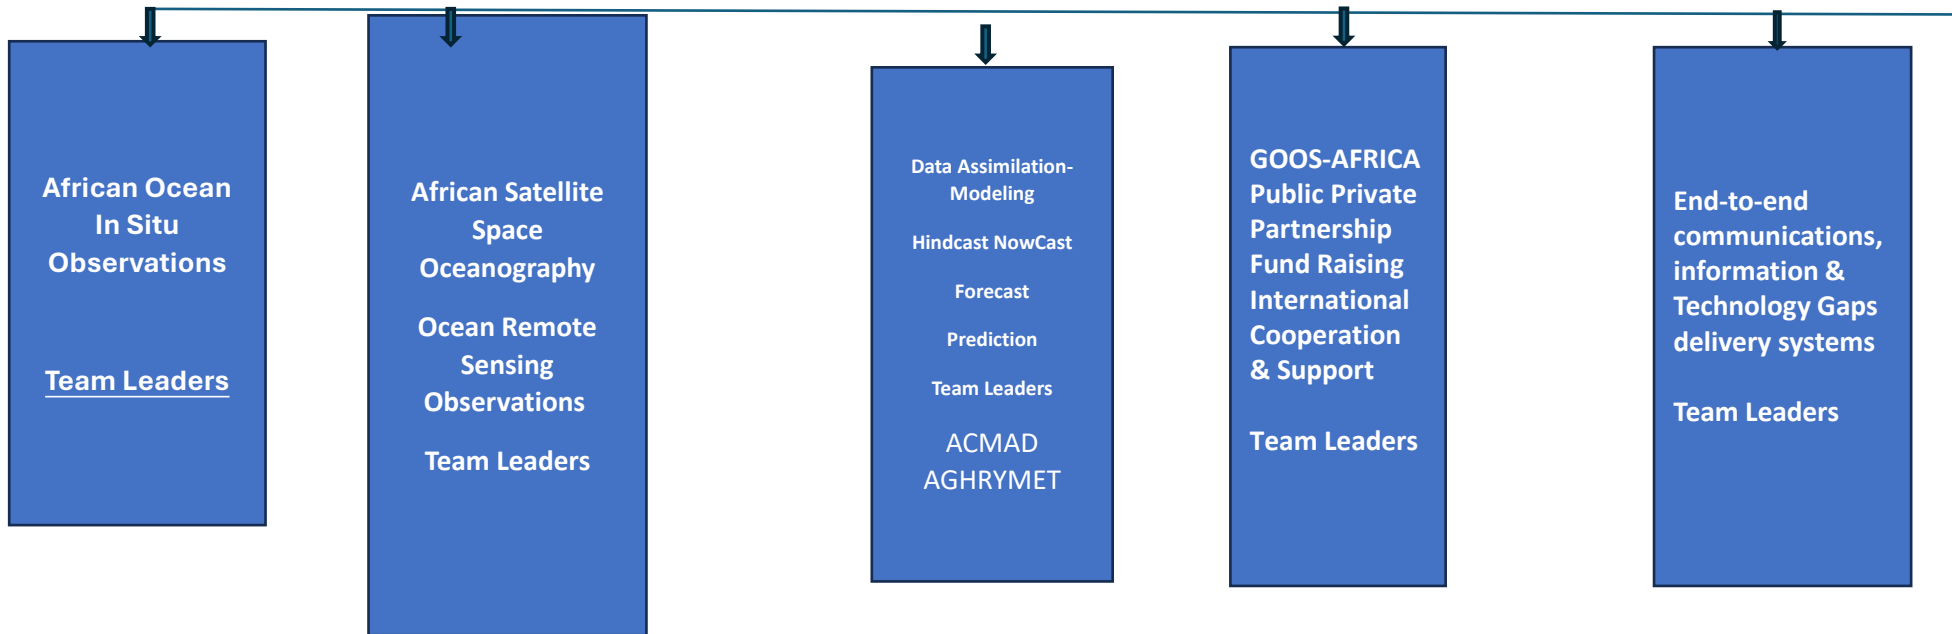 African Ocean
In Situ
Observations
Team Leaders
African Satellite
Space
Oceanography
Ocean Remote
Sensing
Observations
Team Leaders
Data Assimilation-
Modeling
Hindcast NowCast
Forecast
Prediction
Team Leaders
ACMAD
AGHRYMET
GOOS-AFRICA
Public Private
Partnership
Fund Raising
International
Cooperation
& Support
Team Leaders
End-to-end
communications,
information &
Technology Gaps
delivery systems
Team Leaders